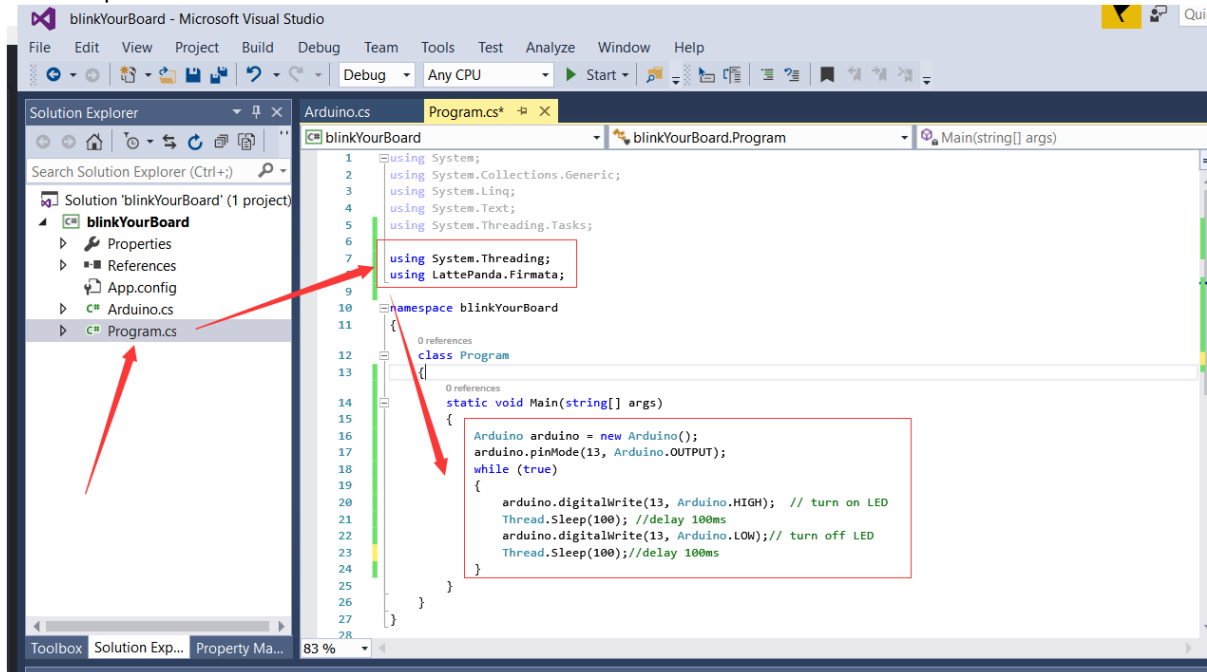 blinkYourBoard - Microsoft Visual Studio
File Edit View Project Build Debug Team Tools Test Analyze Window Help
Debug Any CPU Start
Solution Explorer
Search Solution Explorer (Ctrl+;)
Solution 'blinkYourBoard' (1 project)
C# blinkYourBoard
Properties
References
App.config
C# Arduino.cs
C# Program.cs
Toolbox Solution Exp... Property Ma...
Arduino.cs Program.cs*
C# blinkYourBoard blinkYourBoard.Program Main(string[] args)
1 using System;
2 using System.Collections.Generic;
3 using System.Linq;
4 using System.Text;
5 using System.Threading.Tasks;
6
7 using System.Threading;
using LattePanda.Firmata;
9
10 namespace blinkYourBoard
11 {
0 references
12 class Program
13 {
0 references
14 static void Main(string[] args)
15 {
16 Arduino arduino = new Arduino();
17 arduino.pinMode(13, Arduino.OUTPUT);
18 while (true)
19 {
20 arduino.digitalWrite(13, Arduino.HIGH); // turn on LED
21 Thread.Sleep(100); //delay 100ms
22 arduino.digitalWrite(13, Arduino.LOW);// turn off LED
23 Thread.Sleep(100);//delay 100ms
24 }
25 }
26 }
27 }
28
83 %